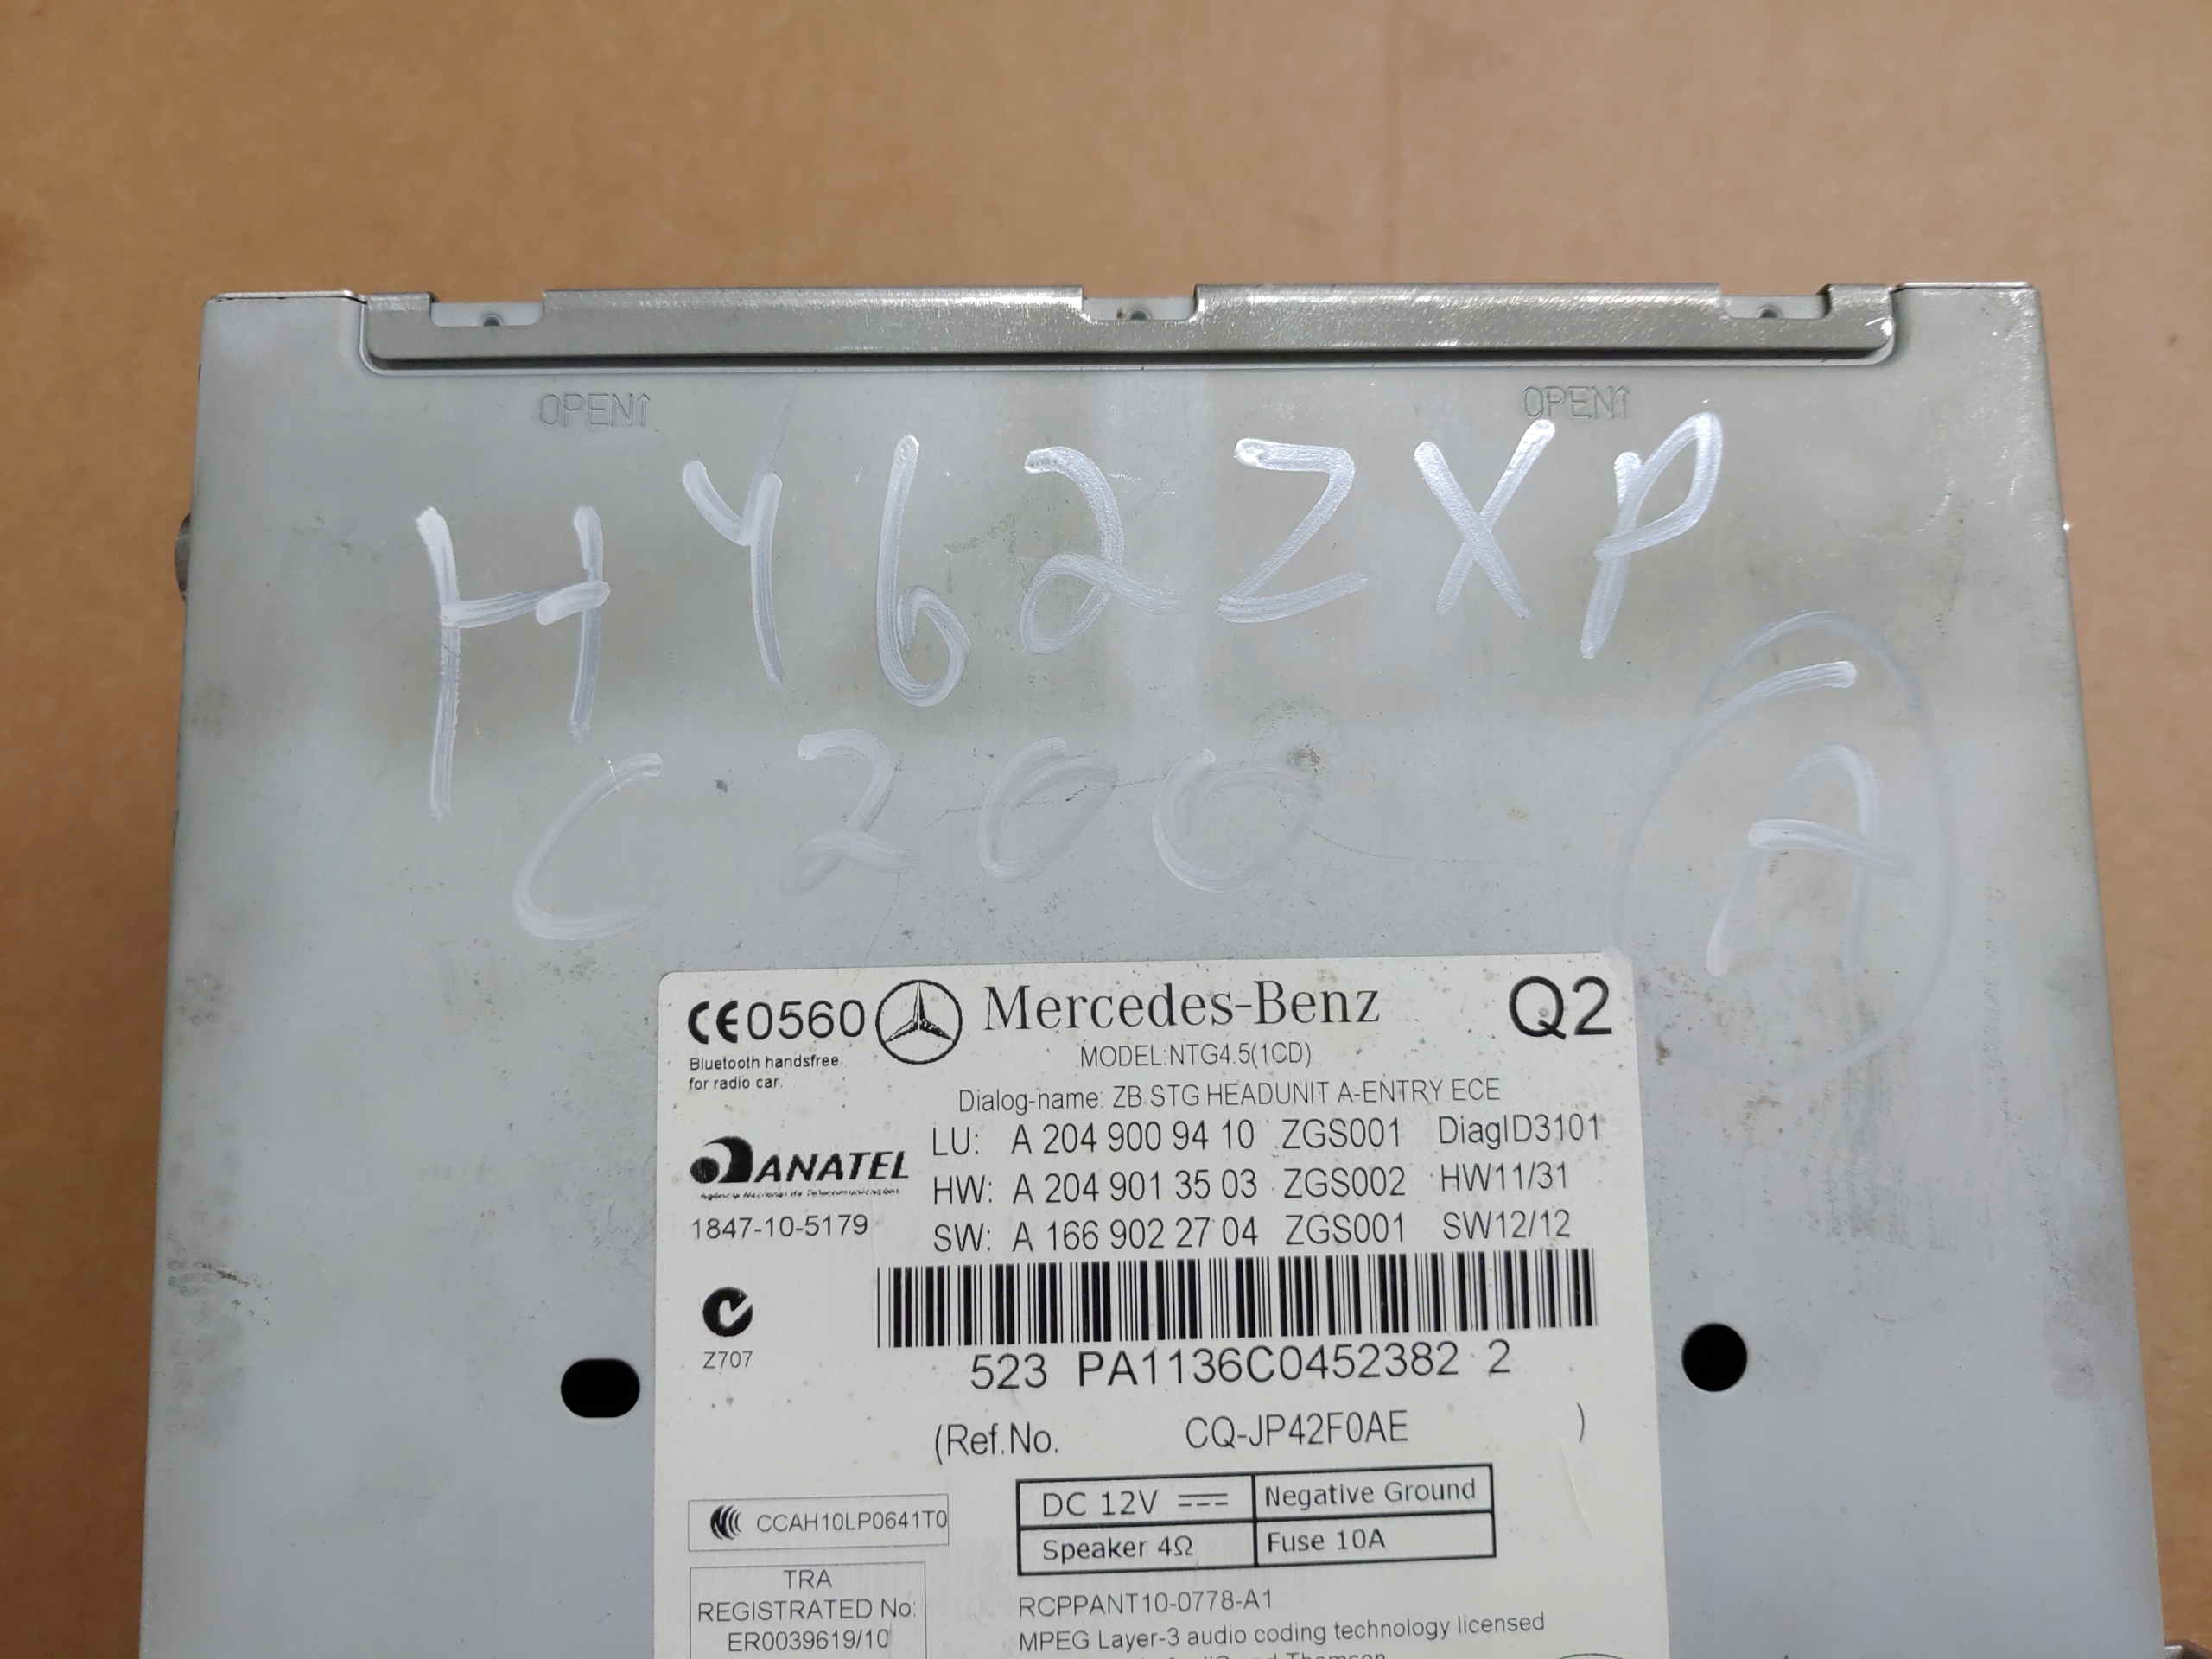 OPEN↑ OPEN↑
HY62ZXP
C200
A
CE0560 Mercedes-Benz Q2
Bluetooth handsfree
for radio car.
MODEL:NTG4.5(1CD)
Dialog-name: ZB STG HEADUNIT A-ENTRY ECE
LU: A 204 900 94 10 ZGS001 DiagID3101
ANATEL
Agência Nacional de Telecomunicações
HW: A 204 901 35 03 ZGS002 HW11/31
1847-10-5179
SW: A 166 902 27 04 ZGS001 SW12/12
Z707
523 PA1136C0452382 2
(Ref.No. CQ-JP42F0AE )
DC 12V Negative Ground
Speaker 4Ω Fuse 10A
CCAH10LP0641T0
TRA
REGISTRATED No:
ER0039619/10
RCPPANT10-0778-A1
MPEG Layer-3 audio coding technology licensed